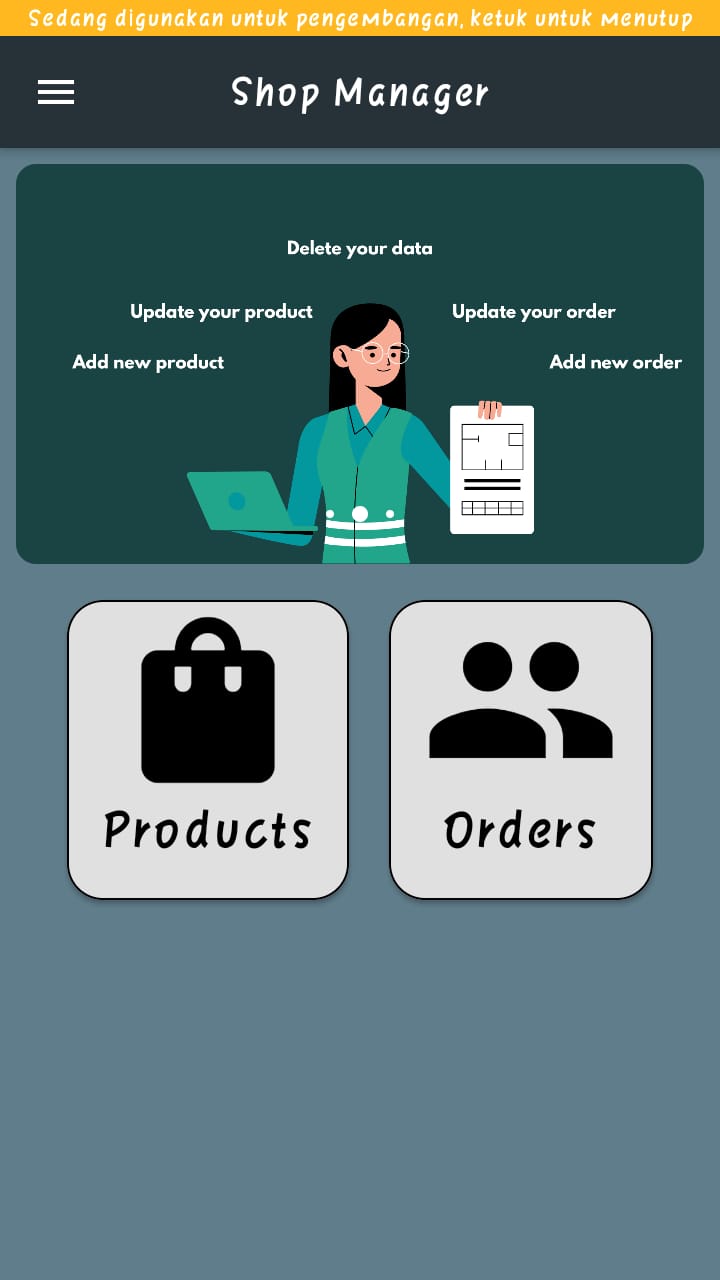 Sedang digunakan untuk pengembangan, ketuk untuk menutup
Shop Manager
Delete your data
Update your product
Update your order
Add new product
Add new order
Products
Orders